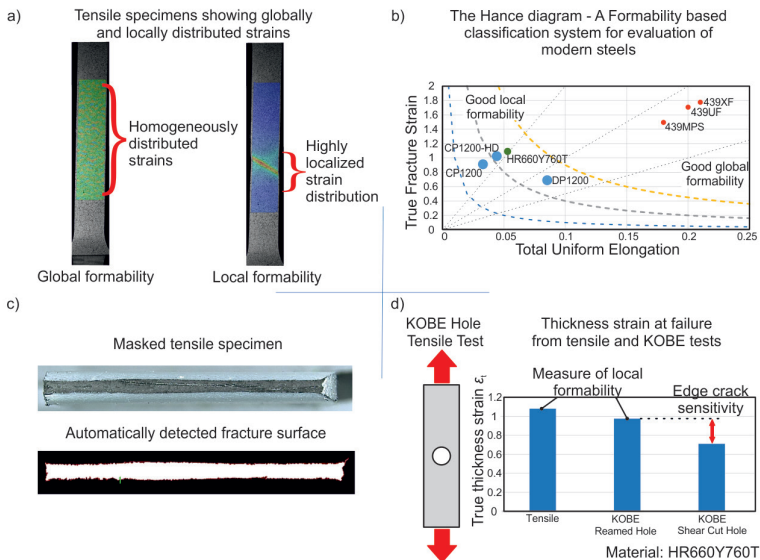 a)
Tensile specimens showing globally
and locally distributed strains
Homogeneously
distributed
strains
Highly
localized
strain
distribution
Global formability
Local formability
b)
The Hance diagram - A Formability based
classification system for evaluation of
modern steels
True Fracture Strain
2
1.8
1.6
1.4
1.2
1
0.8
0.6
0.4
0.2
0
Good local
formability
439XF
439UF
439MPS
CP1200-HD
HR660Y760T
CP1200
DP1200
Good global
formability
0
0.05
0.1
0.15
0.2
0.25
Total Uniform Elongation
c)
Masked tensile specimen
Automatically detected fracture surface
d)
KOBE Hole
Tensile Test
Thickness strain at failure
from tensile and KOBE tests
True thickness strain ε_t
1.2
1
0.8
0.6
0.4
0.2
0
Measure of local
formability
Edge crack
sensitivity
Tensile
KOBE
Reamed Hole
KOBE
Shear Cut Hole
Material: HR660Y760T